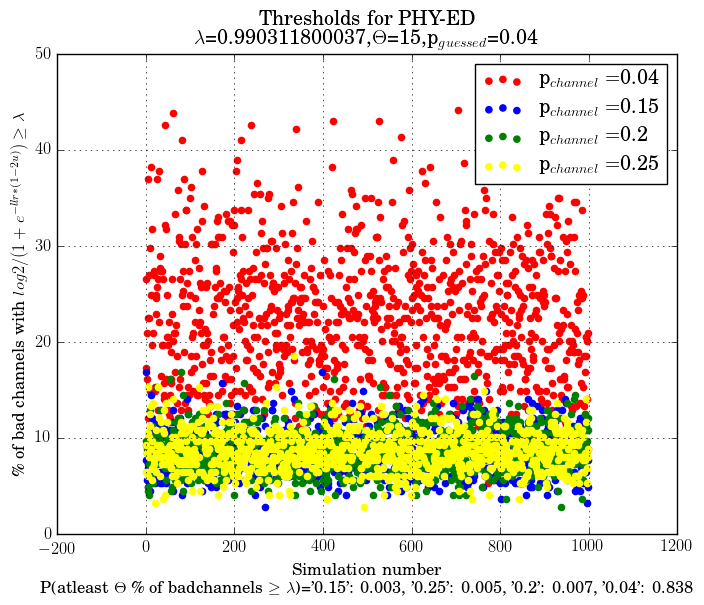 Thresholds for PHY-ED
λ=0.990311800037,Θ=15,p_guessed=0.04
% of bad channels with log2/(1 + e^{-llr*(1-2u)}) ≥ λ
50
40
30
20
10
0
p_channel =0.04
p_channel =0.15
p_channel =0.2
p_channel =0.25
−200 0 200 400 600 800 1000 1200
Simulation number
P(atleast Θ % of badchannels ≥ λ)='0.15': 0.003, '0.25': 0.005, '0.2': 0.007, '0.04': 0.838